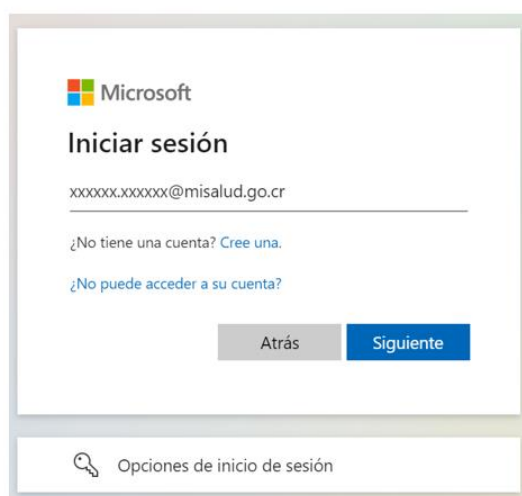 Microsoft
Iniciar sesión
xxxxxx.xxxxxx@misalud.go.cr
¿No tiene una cuenta? Cree una.
¿No puede acceder a su cuenta?
Atrás Siguiente
Opciones de inicio de sesión